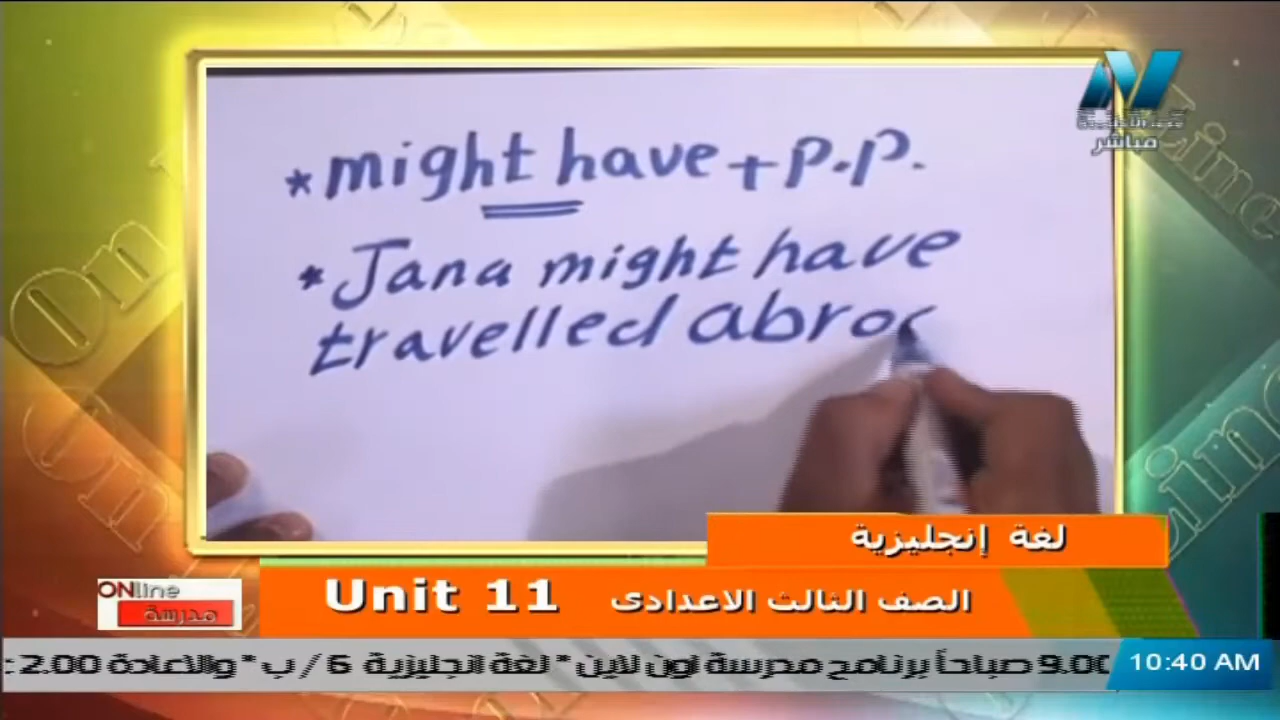 * might have + p.p.
* Jana might have
travelled abroa
مباشر
لغة إنجليزية
Unit 11 الصف الثالث الاعدادى
ONline
مدرسة
9.00 صباحاً برنامج مدرسة اون لاين * لغة انجليزية 6 / ب * والاعادة 2.00 :
10:40 AM